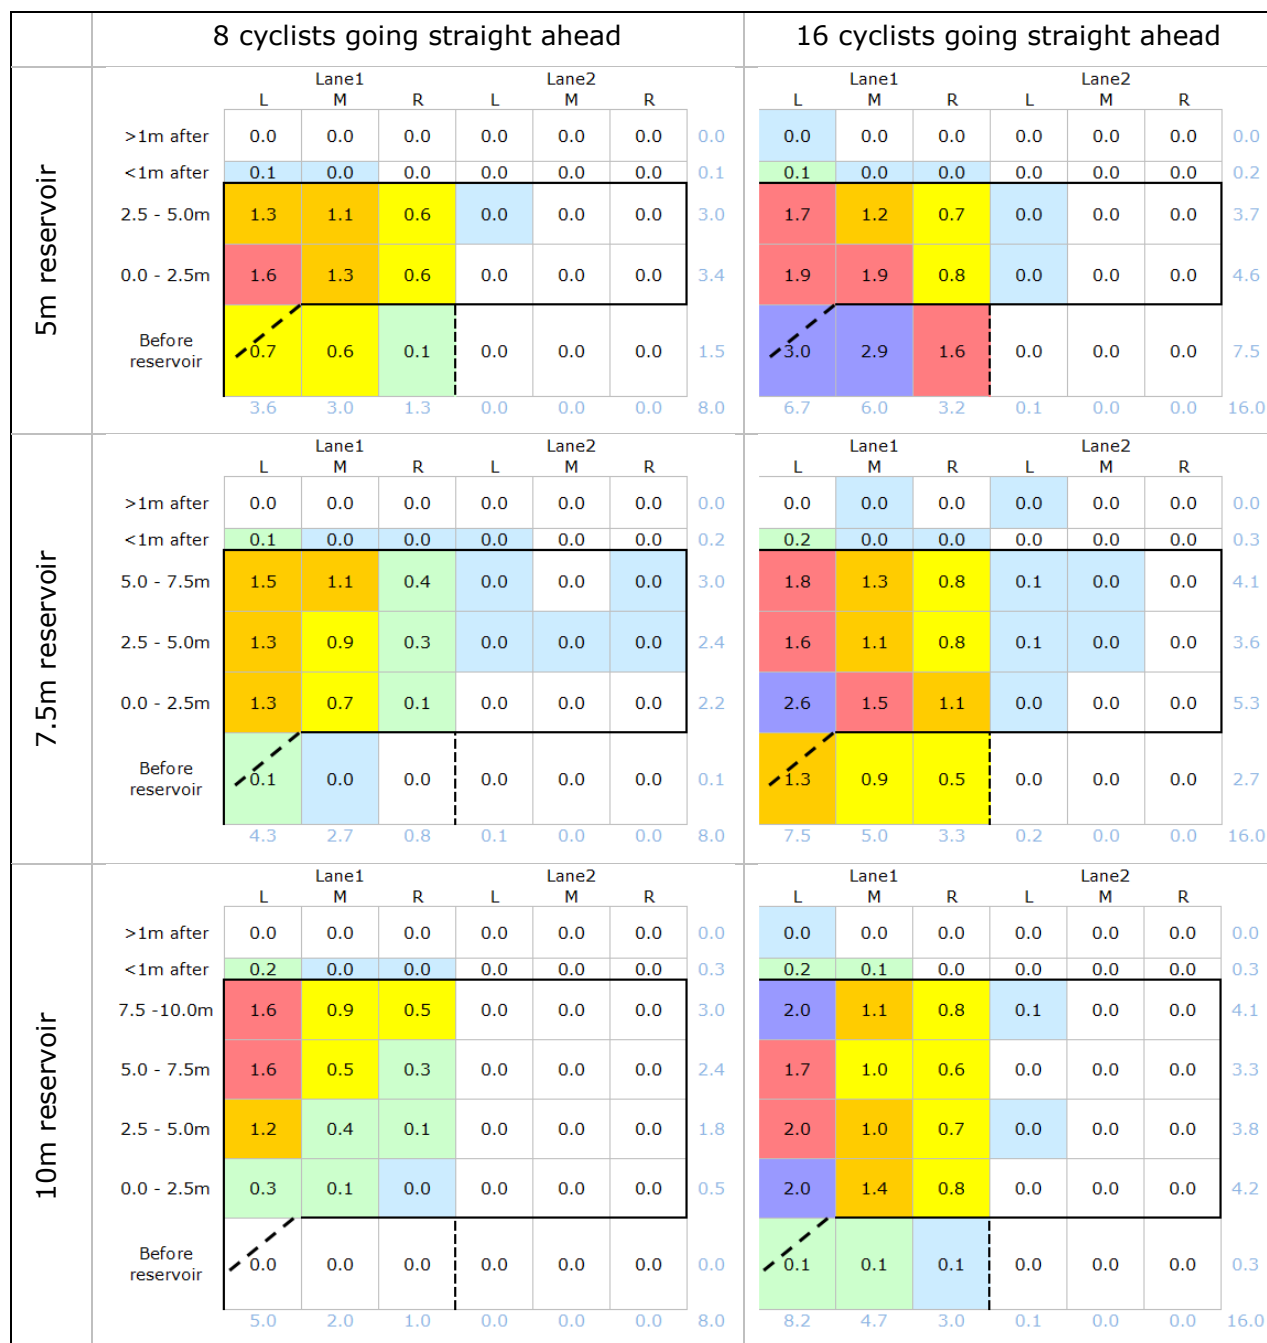 8 cyclists going straight ahead 16 cyclists going straight ahead
5m reservoir
Lane1 Lane2 Lane1 Lane2
L M R L M R L M R L M R
>1m after 0.0 0.0 0.0 0.0 0.0 0.0 0.0 0.0 0.0 0.0 0.0 0.0 0.0 0.0
<1m after 0.1 0.0 0.0 0.0 0.0 0.0 0.1 0.1 0.0 0.0 0.0 0.0 0.0 0.2
2.5 - 5.0m 1.3 1.1 0.6 0.0 0.0 0.0 3.0 1.7 1.2 0.7 0.0 0.0 0.0 3.7
0.0 - 2.5m 1.6 1.3 0.6 0.0 0.0 0.0 3.4 1.9 1.9 0.8 0.0 0.0 0.0 4.6
Before
reservoir 0.7 0.6 0.1 0.0 0.0 0.0 1.5 3.0 2.9 1.6 0.0 0.0 0.0 7.5
3.6 3.0 1.3 0.0 0.0 0.0 8.0 6.7 6.0 3.2 0.1 0.0 0.0 16.0
7.5m reservoir
Lane1 Lane2 Lane1 Lane2
L M R L M R L M R L M R
>1m after 0.0 0.0 0.0 0.0 0.0 0.0 0.0 0.0 0.0 0.0 0.0 0.0 0.0 0.0
<1m after 0.1 0.0 0.0 0.0 0.0 0.0 0.2 0.2 0.0 0.0 0.0 0.0 0.0 0.3
5.0 - 7.5m 1.5 1.1 0.4 0.0 0.0 0.0 3.0 1.8 1.3 0.8 0.1 0.0 0.0 4.1
2.5 - 5.0m 1.3 0.9 0.3 0.0 0.0 0.0 2.4 1.6 1.1 0.8 0.1 0.0 0.0 3.6
0.0 - 2.5m 1.3 0.7 0.1 0.0 0.0 0.0 2.2 2.6 1.5 1.1 0.0 0.0 0.0 5.3
Before
reservoir 0.1 0.0 0.0 0.0 0.0 0.0 0.1 1.3 0.9 0.5 0.0 0.0 0.0 2.7
4.3 2.7 0.8 0.1 0.0 0.0 8.0 7.5 5.0 3.3 0.2 0.0 0.0 16.0
10m reservoir
Lane1 Lane2 Lane1 Lane2
L M R L M R L M R L M R
>1m after 0.0 0.0 0.0 0.0 0.0 0.0 0.0 0.0 0.0 0.0 0.0 0.0 0.0 0.0
<1m after 0.2 0.0 0.0 0.0 0.0 0.0 0.3 0.2 0.1 0.0 0.0 0.0 0.0 0.3
7.5 -10.0m 1.6 0.9 0.5 0.0 0.0 0.0 3.0 2.0 1.1 0.8 0.1 0.0 0.0 4.1
5.0 - 7.5m 1.6 0.5 0.3 0.0 0.0 0.0 2.4 1.7 1.0 0.6 0.0 0.0 0.0 3.3
2.5 - 5.0m 1.2 0.4 0.1 0.0 0.0 0.0 1.8 2.0 1.0 0.7 0.0 0.0 0.0 3.8
0.0 - 2.5m 0.3 0.1 0.0 0.0 0.0 0.0 0.5 2.0 1.4 0.8 0.0 0.0 0.0 4.2
Before
reservoir 0.0 0.0 0.0 0.0 0.0 0.0 0.0 0.1 0.1 0.1 0.0 0.0 0.0 0.3
5.0 2.0 1.0 0.0 0.0 0.0 8.0 8.2 4.7 3.0 0.1 0.0 0.0 16.0